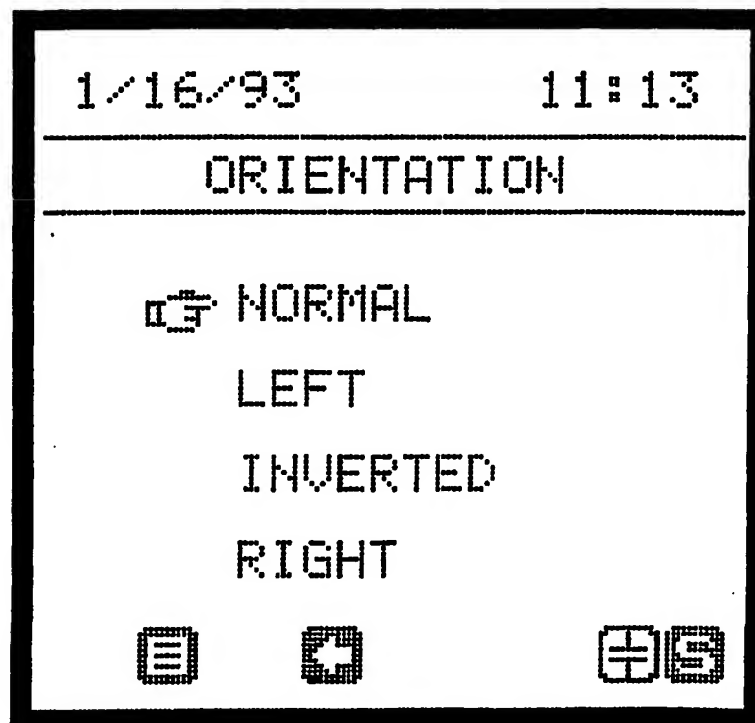 1/16/93 11:13
ORIENTATION
NORMAL
LEFT
INVERTED
RIGHT
S